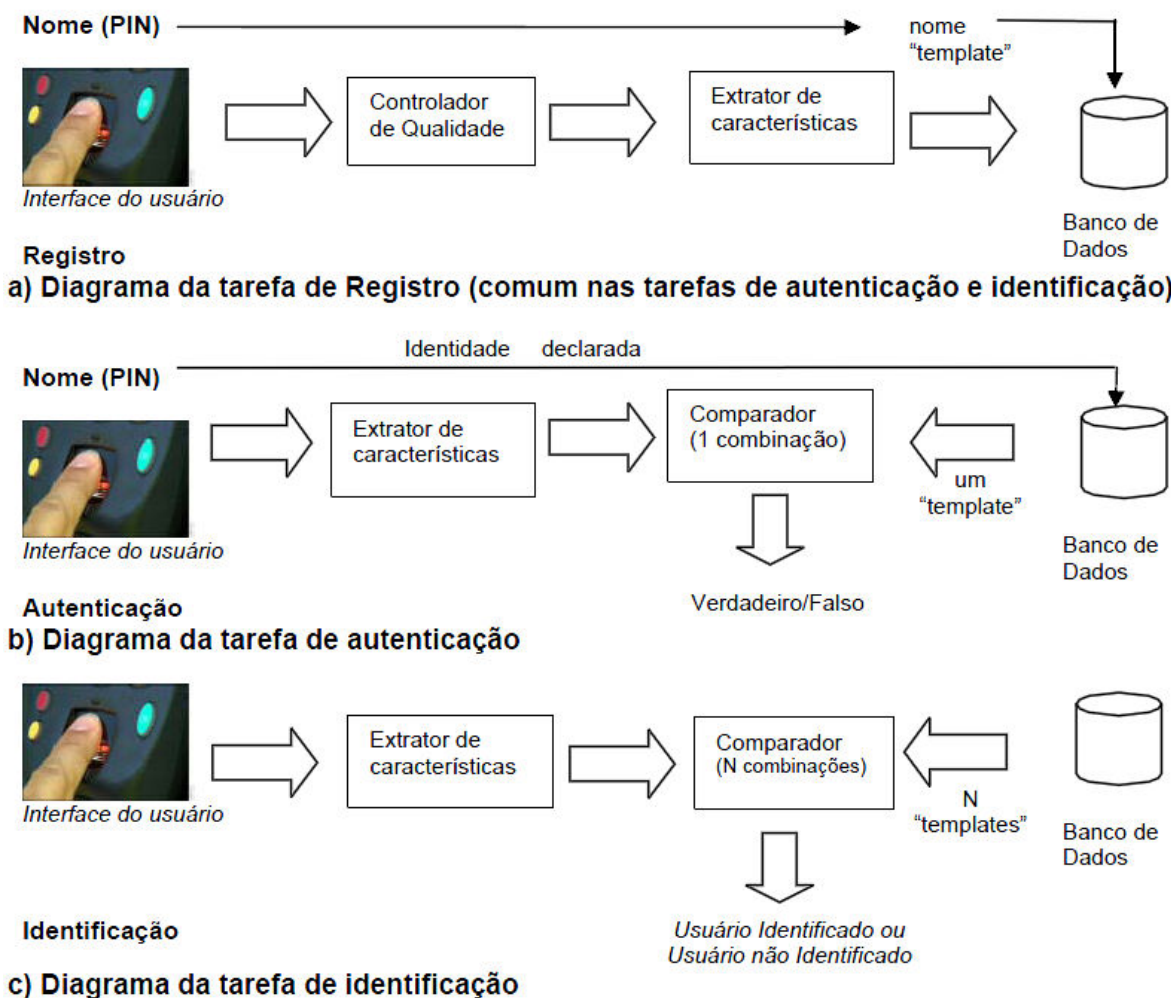 Nome (PIN)
nome
“template”
Controlador
de Qualidade
Extrator de
características
Interface do usuário
Banco de
Dados
Registro
a) Diagrama da tarefa de Registro (comum nas tarefas de autenticação e identificação)
Identidade declarada
Nome (PIN)
Extrator de
características
Comparador
(1 combinação)
um
“template”
Interface do usuário
Banco de
Dados
Verdadeiro/Falso
Autenticação
b) Diagrama da tarefa de autenticação
Extrator de
características
Comparador
(N combinações)
N
“templates”
Interface do usuário
Banco de
Dados
Identificação
Usuário Identificado ou
Usuário não Identificado
c) Diagrama da tarefa de identificação